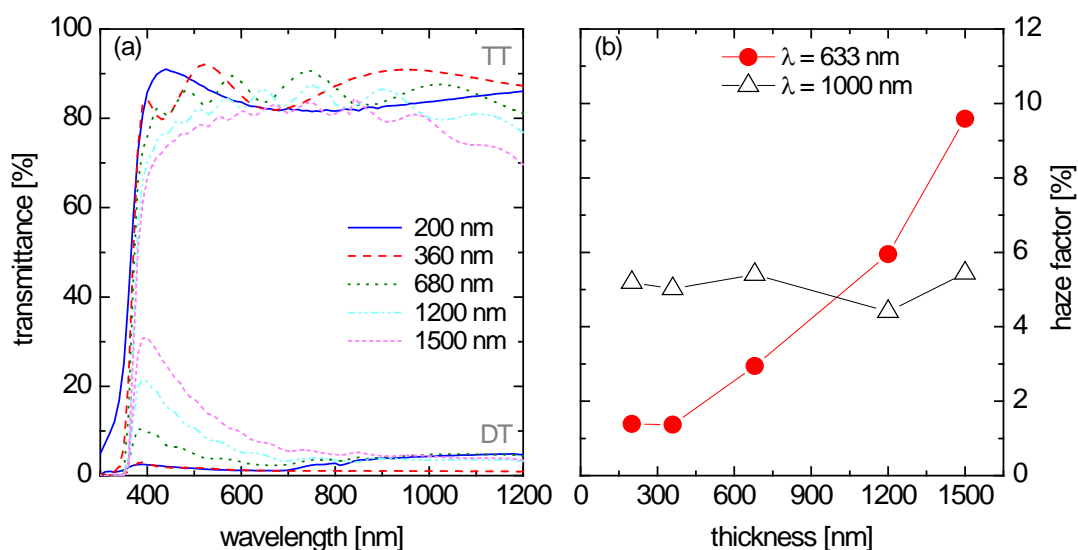 (a)
TT
transmittance [%]
100
80
60
40
20
0
200 nm
360 nm
680 nm
1200 nm
1500 nm
DT
400
600
800
1000
1200
wavelength [nm]
(b)
λ = 633 nm
λ = 1000 nm
12
10
8
6
4
2
0
haze factor [%]
0
300
600
900
1200
1500
thickness [nm]